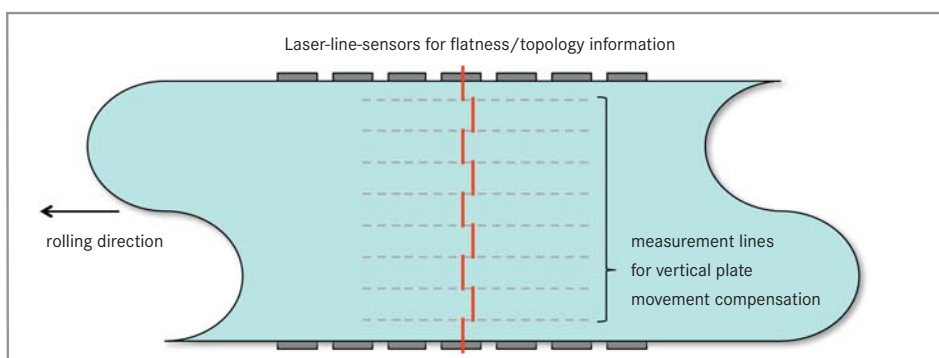 Laser-line-sensors for flatness/topology information
rolling direction
measurement lines
for vertical plate
movement compensation